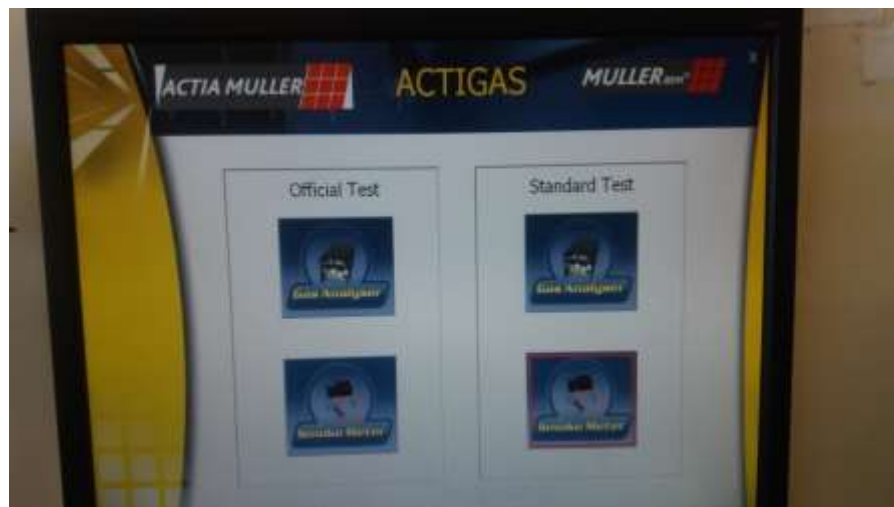 ACTIA MULLER
ACTIGAS
MULLER
x
Official Test
Standard Test
Gas Analyser
Gas Analyser
Smoke Meter
Smoke Meter